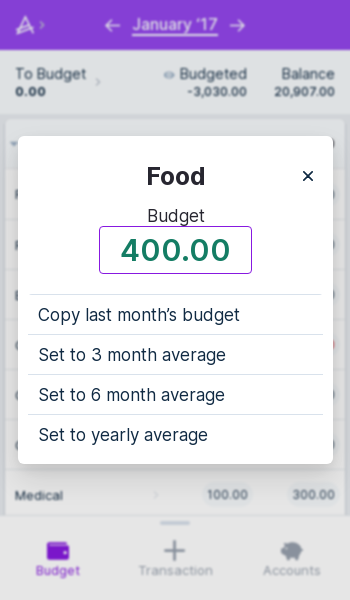 January '17
To Budget
Budgeted
Balance
0.00
-3,030.00
20,907.00
Food
Budget
400.00
Copy last month’s budget
Set to 3 month average
Set to 6 month average
Set to yearly average
Medical
100.00
300.00
Budget
Transaction
Accounts